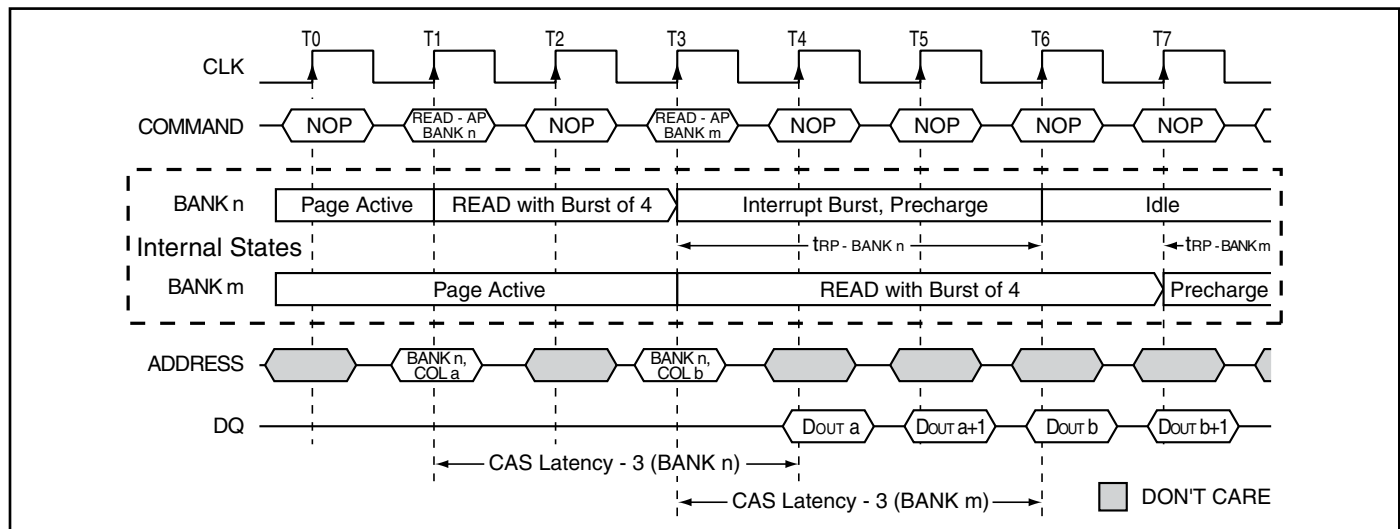 T0 T1 T2 T3 T4 T5 T6 T7
CLK
COMMAND NOP READ - AP BANK n NOP READ - AP BANK m NOP NOP NOP NOP
BANK n Page Active READ with Burst of 4 Interrupt Burst, Precharge Idle
Internal States tRP - BANK n tRP - BANK m
BANK m Page Active READ with Burst of 4 Precharge
ADDRESS BANK n, COL a BANK n, COL b
DQ DOUT a DOUT a+1 DOUT b DOUT b+1
CAS Latency - 3 (BANK n)
CAS Latency - 3 (BANK m) DON'T CARE